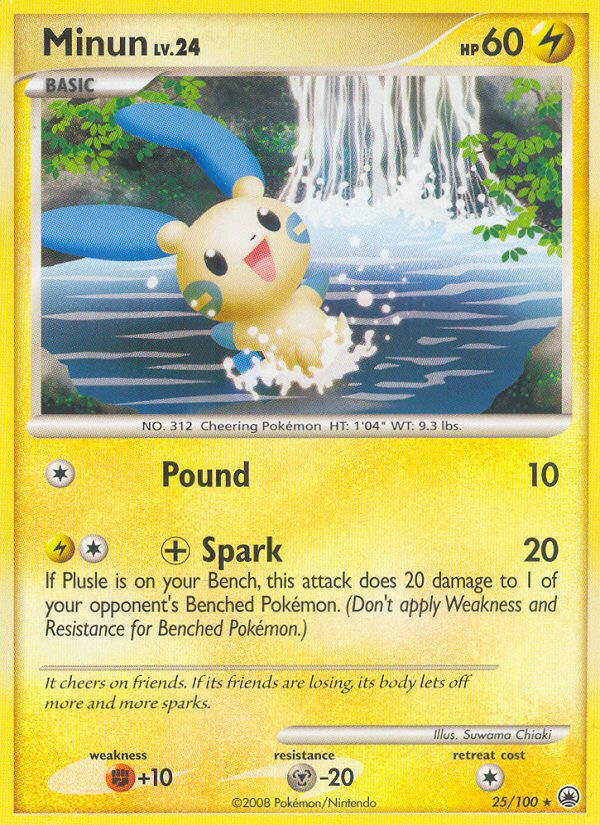 Minun LV.24 HP 60
BASIC
NO. 312 Cheering Pokémon HT: 1'04" WT: 9.3 lbs.
Pound 10
+ Spark 20
If Plusle is on your Bench, this attack does 20 damage to 1 of
your opponent's Benched Pokémon. (Don't apply Weakness and
Resistance for Benched Pokémon.)
It cheers on friends. If its friends are losing, its body lets off
more and more sparks.
Illus. Suwama Chiaki
weakness resistance retreat cost
+10 -20
©2008 Pokémon/Nintendo 25/100 ★